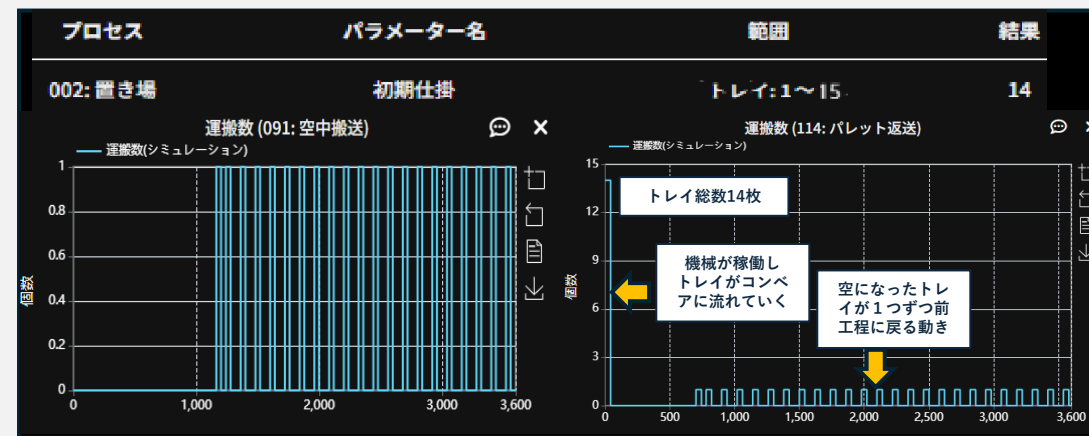 プロセス パラメーター名 範囲 結果
002: 置き場 初期仕掛 トレイ: 1～15 14
運搬数 (091: 空中搬送)
運搬数(シミュレーション)
1
0.8
0.6
0.4
0.2
0
個数
0 1,000 2,000 3,000 3,600
運搬数 (114: パレット返送)
運搬数(シミュレーション)
15
12
9
6
3
0
個数
トレイ総数14枚
機械が稼働し
トレイがコンベ
アに流れていく
空になったトレ
イが１つずつ前
工程に戻る動き
0 500 1,000 1,500 2,000 2,500 3,000 3,600